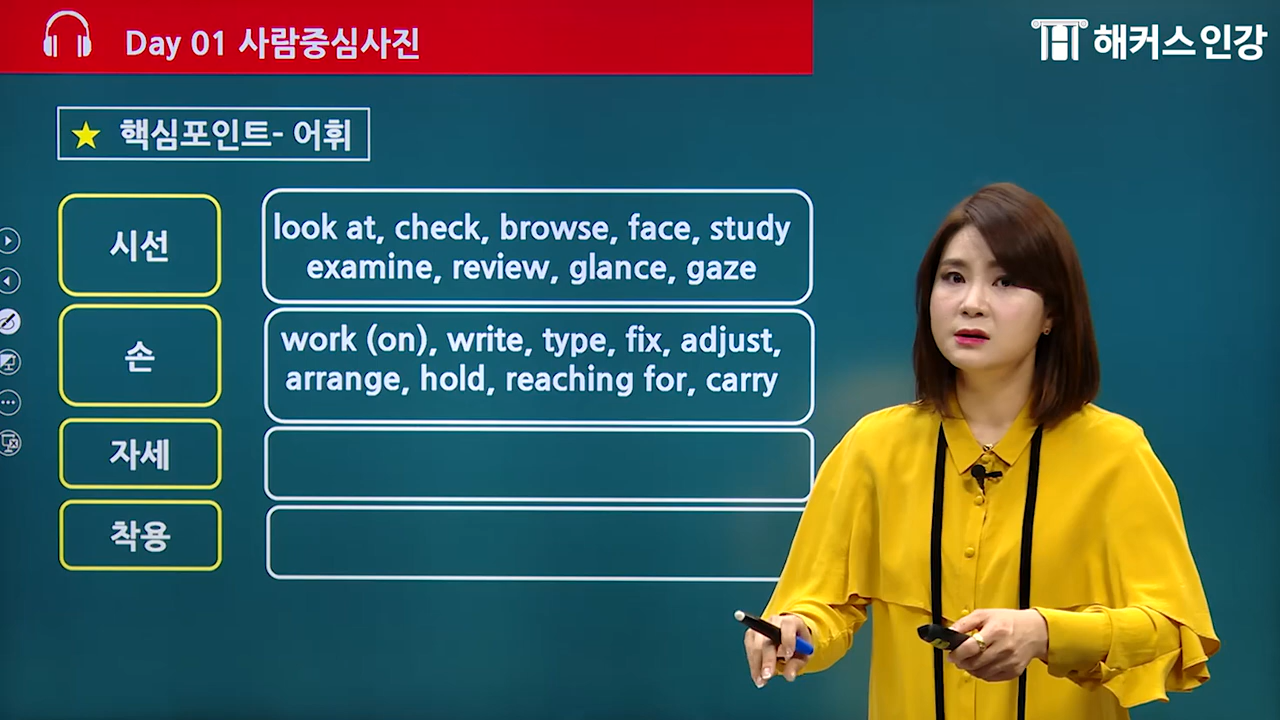 Day 01 사람중심사진
해커스인강
★ 핵심포인트- 어휘
시선
look at, check, browse, face, study
examine, review, glance, gaze
손
work (on), write, type, fix, adjust,
arrange, hold, reaching for, carry
자세
착용